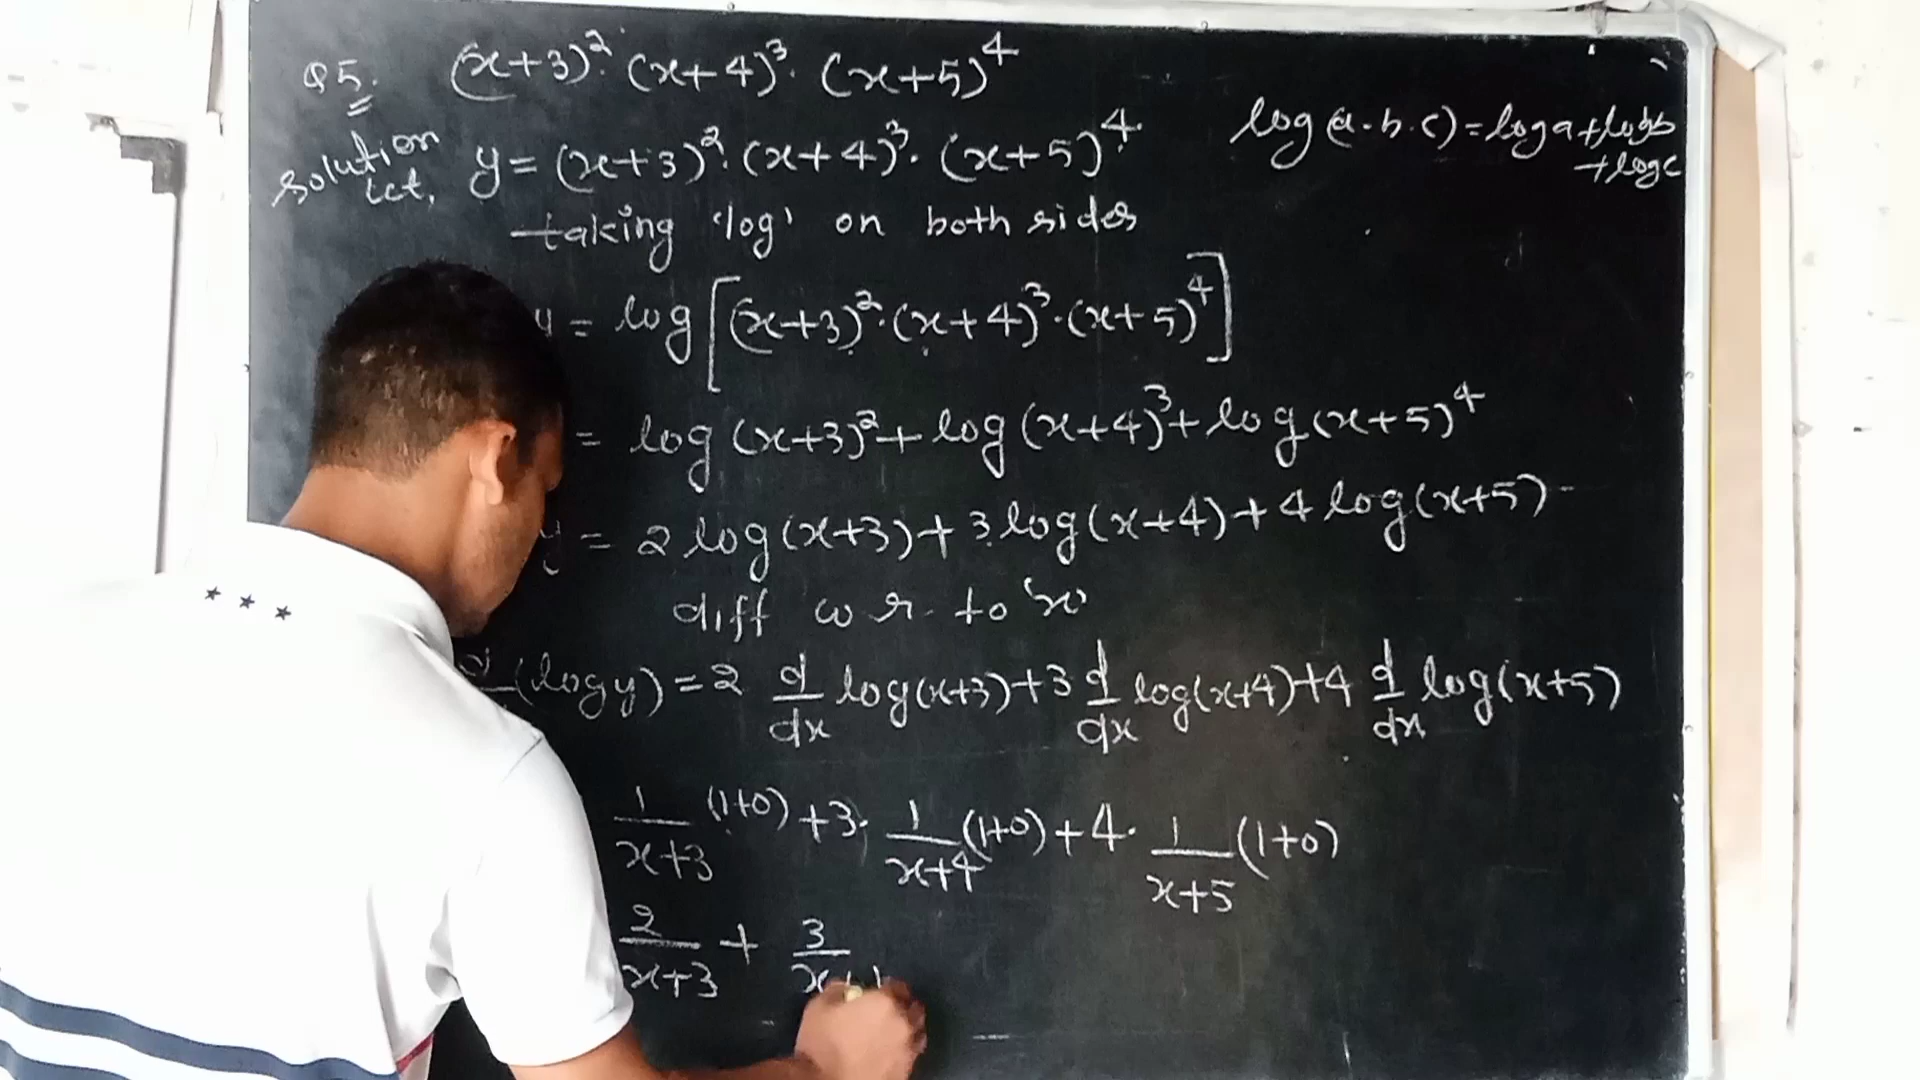 Q5. (x+3)² · (x+4)³ · (x+5)⁴
solution
let, y = (x+3)² · (x+4)³ · (x+5)⁴
log (a·b·c) = log a + log b
+ log c
taking 'log' on both sides
y = log [(x+3)² · (x+4)³ · (x+5)⁴]
= log (x+3)² + log (x+4)³ + log (x+5)⁴
y = 2 log (x+3) + 3 log (x+4) + 4 log (x+5)
diff w r. to 'x'
(log y) = 2 d/dx log (x+3) + 3 d/dx log (x+4) + 4 d/dx log (x+5)
1/(x+3) (1+0) + 3 · 1/(x+4) (1+0) + 4 · 1/(x+5) (1+0)
2/(x+3) + 3/x+